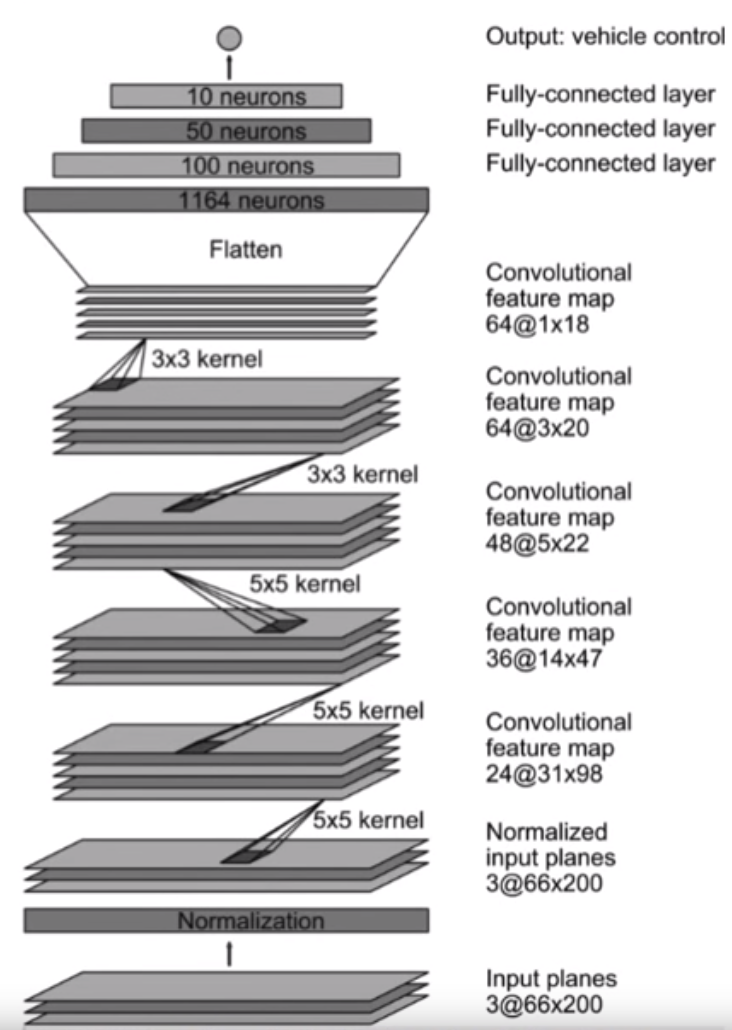 Output: vehicle control
10 neurons
Fully-connected layer
50 neurons
Fully-connected layer
100 neurons
Fully-connected layer
1164 neurons
Flatten
Convolutional
feature map
64@1x18
3x3 kernel
Convolutional
feature map
64@3x20
3x3 kernel
Convolutional
feature map
48@5x22
5x5 kernel
Convolutional
feature map
36@14x47
5x5 kernel
Convolutional
feature map
24@31x98
5x5 kernel
Normalized
input planes
3@66x200
Normalization
Input planes
3@66x200